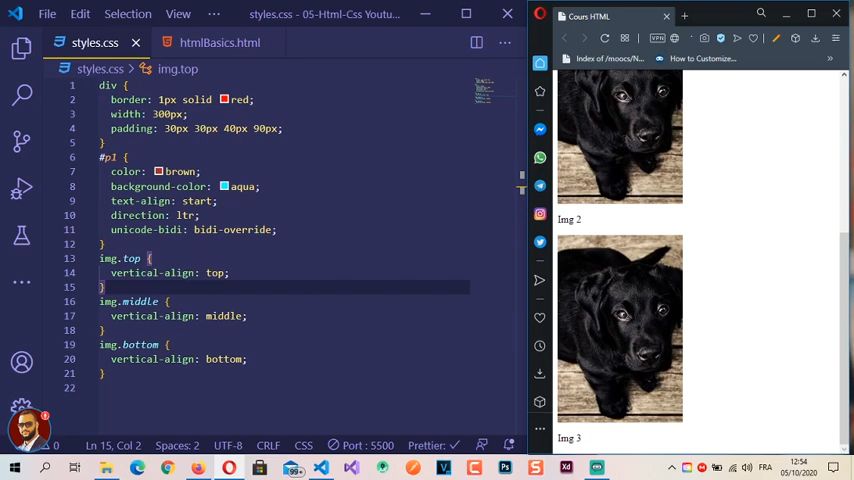 File Edit Selection View ··· styles.css - 05-Html-Css Youtu...
styles.css htmlBasics.html
styles.css > img.top
1 div {
2 border: 1px solid red;
3 width: 300px;
4 padding: 30px 30px 40px 90px;
5 }
6 #p1 {
7 color: brown;
8 background-color: aqua;
9 text-align: start;
10 direction: ltr;
11 unicode-bidi: bidi-override;
12 }
13 img.top {
14 vertical-align: top;
15 }
16 img.middle {
17 vertical-align: middle;
18 }
19 img.bottom {
20 vertical-align: bottom;
21 }
22
0 Ln 15, Col 2 Spaces: 2 UTF-8 CRLF CSS Port : 5500 Prettier: ✓
Cours HTML
VPN
Index of /moocs/N... How to Customize... »
Img 2
Img 3
99+
Ps
S
Xd
FRA
12:54
05/10/2020